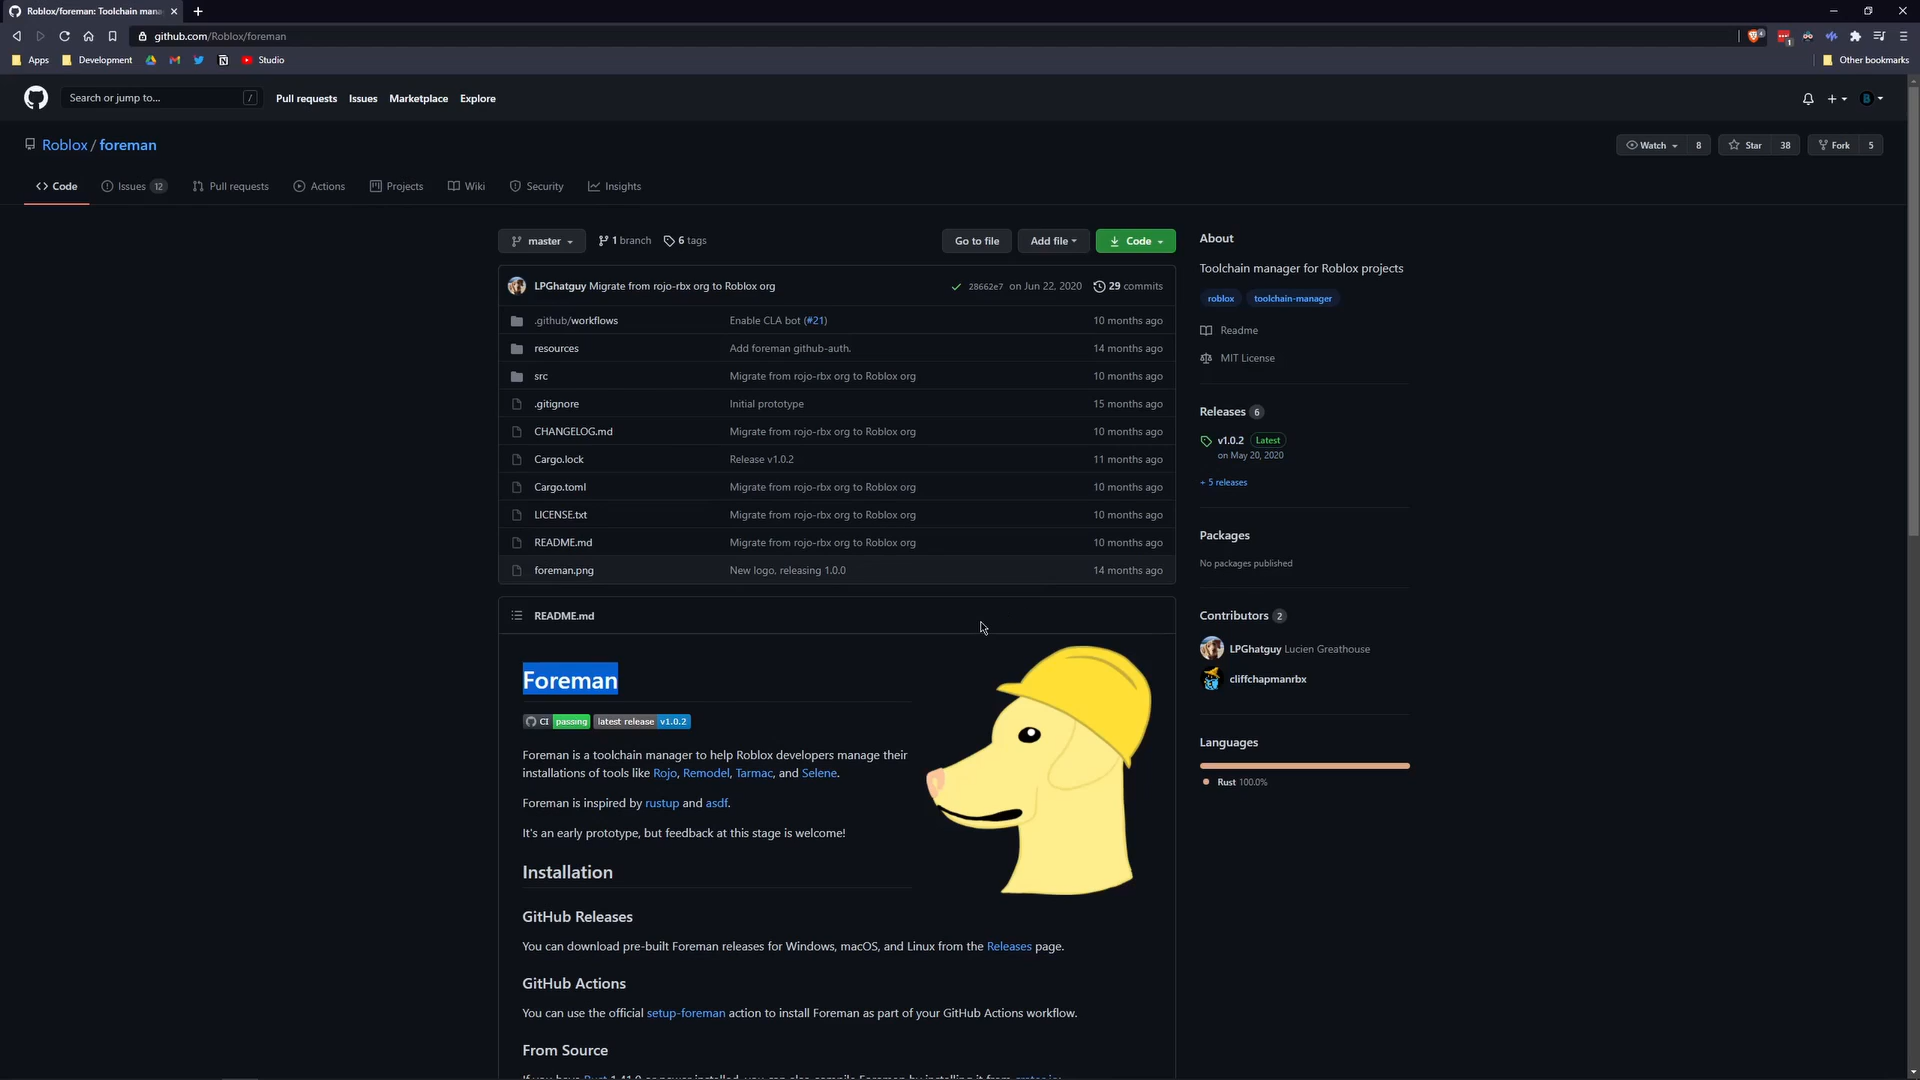 Roblox/foreman: Toolchain mana
github.com/Roblox/foreman
4
1
Apps
Development
Studio
Other bookmarks
Search or jump to...
/
Pull requests
Issues
Marketplace
Explore
B
Roblox / foreman
Watch
8
Star
38
Fork
5
Code
Issues 12
Pull requests
Actions
Projects
Wiki
Security
Insights
master
1 branch
6 tags
Go to file
Add file
Code
LPGhatguy Migrate from rojo-rbx org to Roblox org
28662e7 on Jun 22, 2020
29 commits
.github/workflows Enable CLA bot (#21) 10 months ago
resources Add foreman github-auth. 14 months ago
src Migrate from rojo-rbx org to Roblox org 10 months ago
.gitignore Initial prototype 15 months ago
CHANGELOG.md Migrate from rojo-rbx org to Roblox org 10 months ago
Cargo.lock Release v1.0.2 11 months ago
Cargo.toml Migrate from rojo-rbx org to Roblox org 10 months ago
LICENSE.txt Migrate from rojo-rbx org to Roblox org 10 months ago
README.md Migrate from rojo-rbx org to Roblox org 10 months ago
foreman.png New logo, releasing 1.0.0 14 months ago
README.md
Foreman
CI passing latest release v1.0.2
Foreman is a toolchain manager to help Roblox developers manage their
installations of tools like Rojo, Remodel, Tarmac, and Selene.
Foreman is inspired by rustup and asdf.
It's an early prototype, but feedback at this stage is welcome!
Installation
GitHub Releases
You can download pre-built Foreman releases for Windows, macOS, and Linux from the Releases page.
GitHub Actions
You can use the official setup-foreman action to install Foreman as part of your GitHub Actions workflow.
From Source
About
Toolchain manager for Roblox projects
roblox
toolchain-manager
Readme
MIT License
Releases 6
v1.0.2 Latest
on May 20, 2020
+ 5 releases
Packages
No packages published
Contributors 2
LPGhatguy Lucien Greathouse
cliffchapmanrbx
Languages
Rust 100.0%